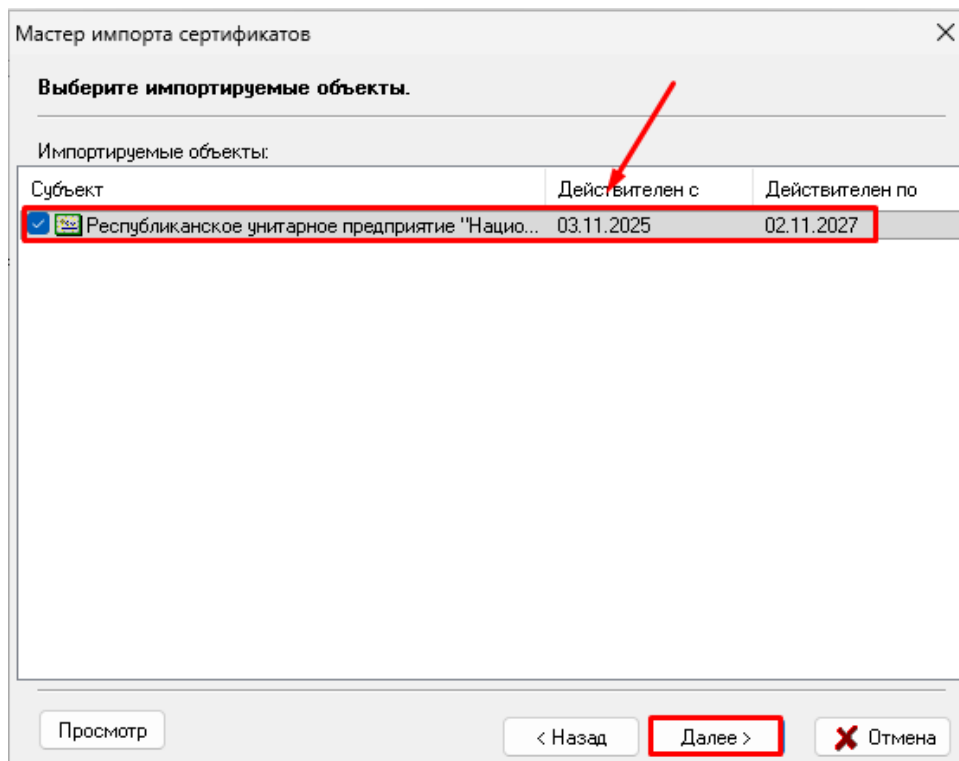 Мастер импорта сертификатов
Выберите импортируемые объекты.
Импортируемые объекты:
Субъект Действителен с Действителен по
Республиканское унитарное предприятие "Нацио... 03.11.2025 02.11.2027
Просмотр < Назад Далее > Отмена